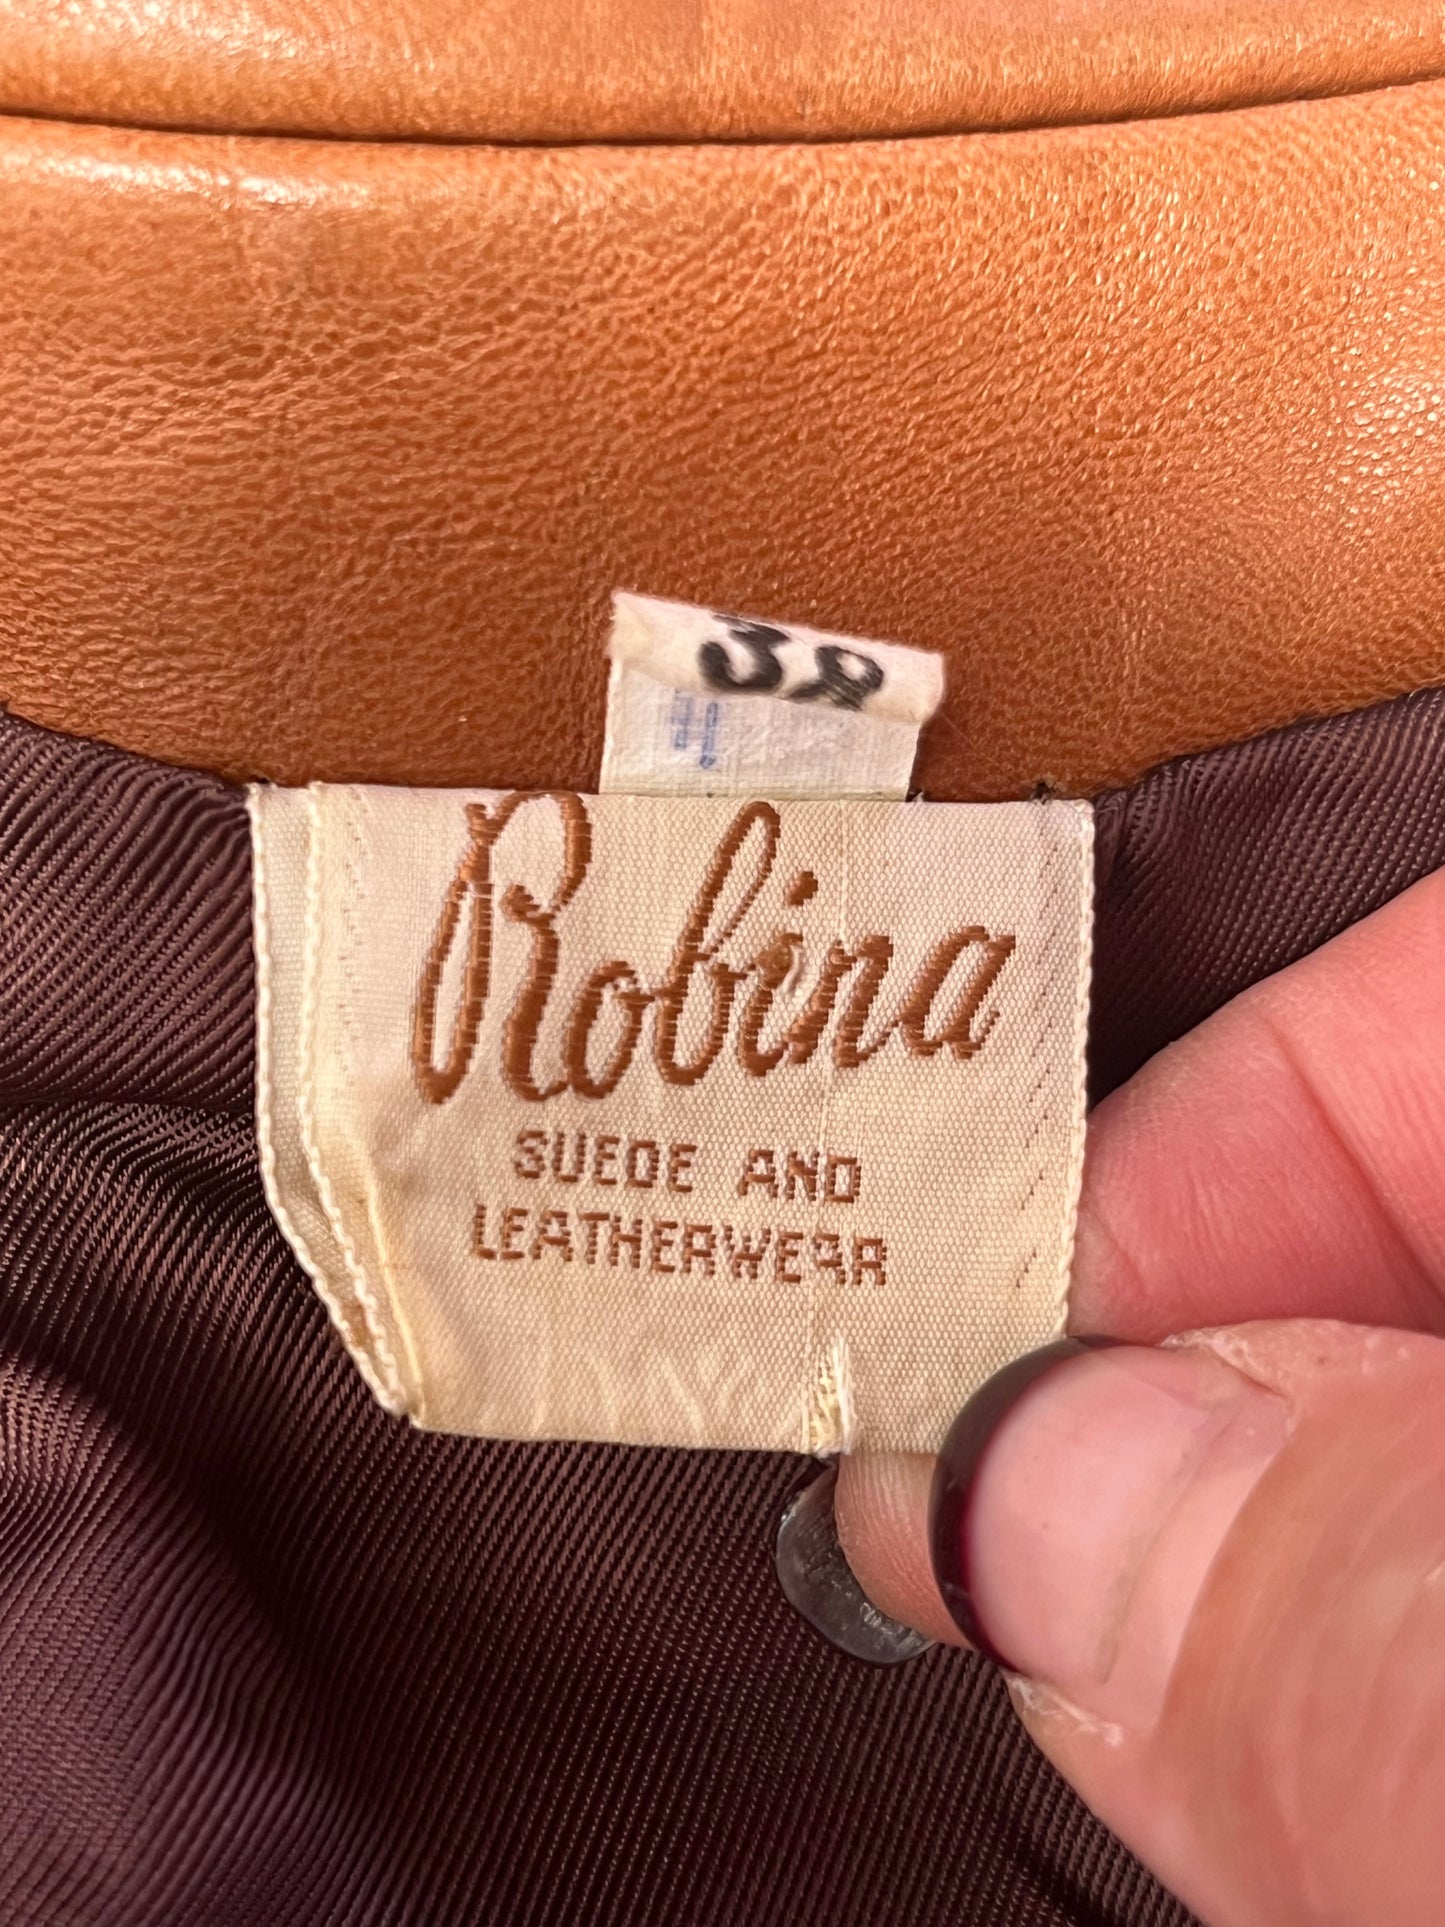 38
Robina
SUEDE AND
LEATHERWEAR